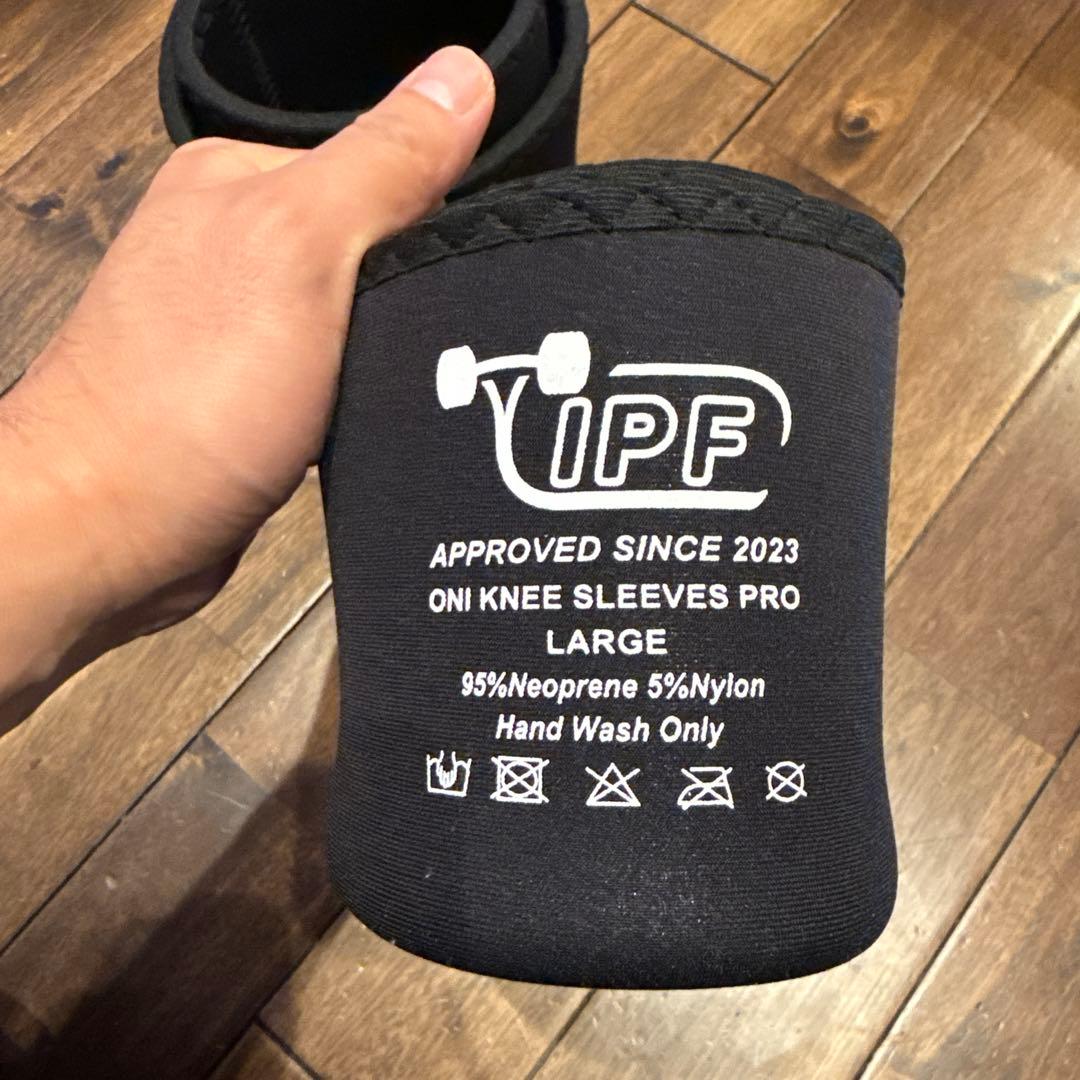 IPF
APPROVED SINCE 2023
ONI KNEE SLEEVES PRO
LARGE
95%Neoprene 5%Nylon
Hand Wash Only